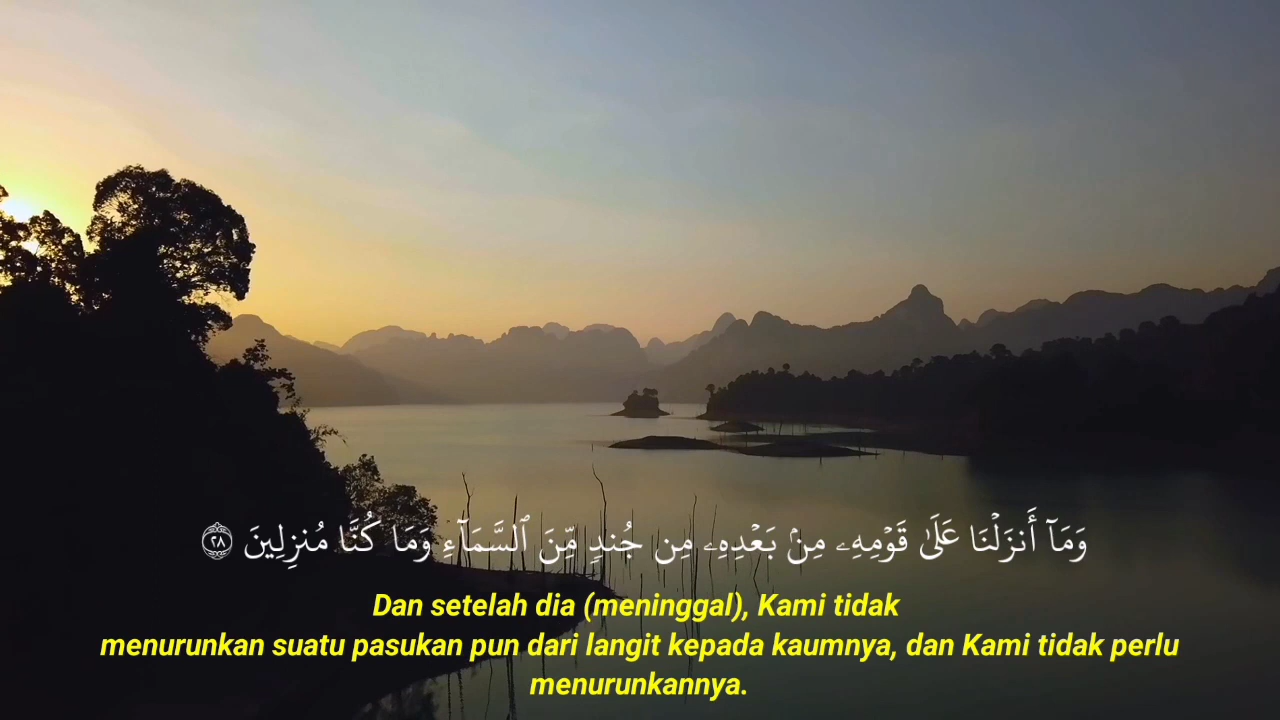 وَمَآ أَنزَلۡنَا عَلَىٰ قَوۡمِهِۦ مِنۢ بَعۡدِهِۦ مِن جُندٖ مِّنَ ٱلسَّمَآءِ وَمَا كُنَّا مُنزِلِينَ ٢٨
Dan setelah dia (meninggal), Kami tidak
menurunkan suatu pasukan pun dari langit kepada kaumnya, dan Kami tidak perlu
menurunkannya.